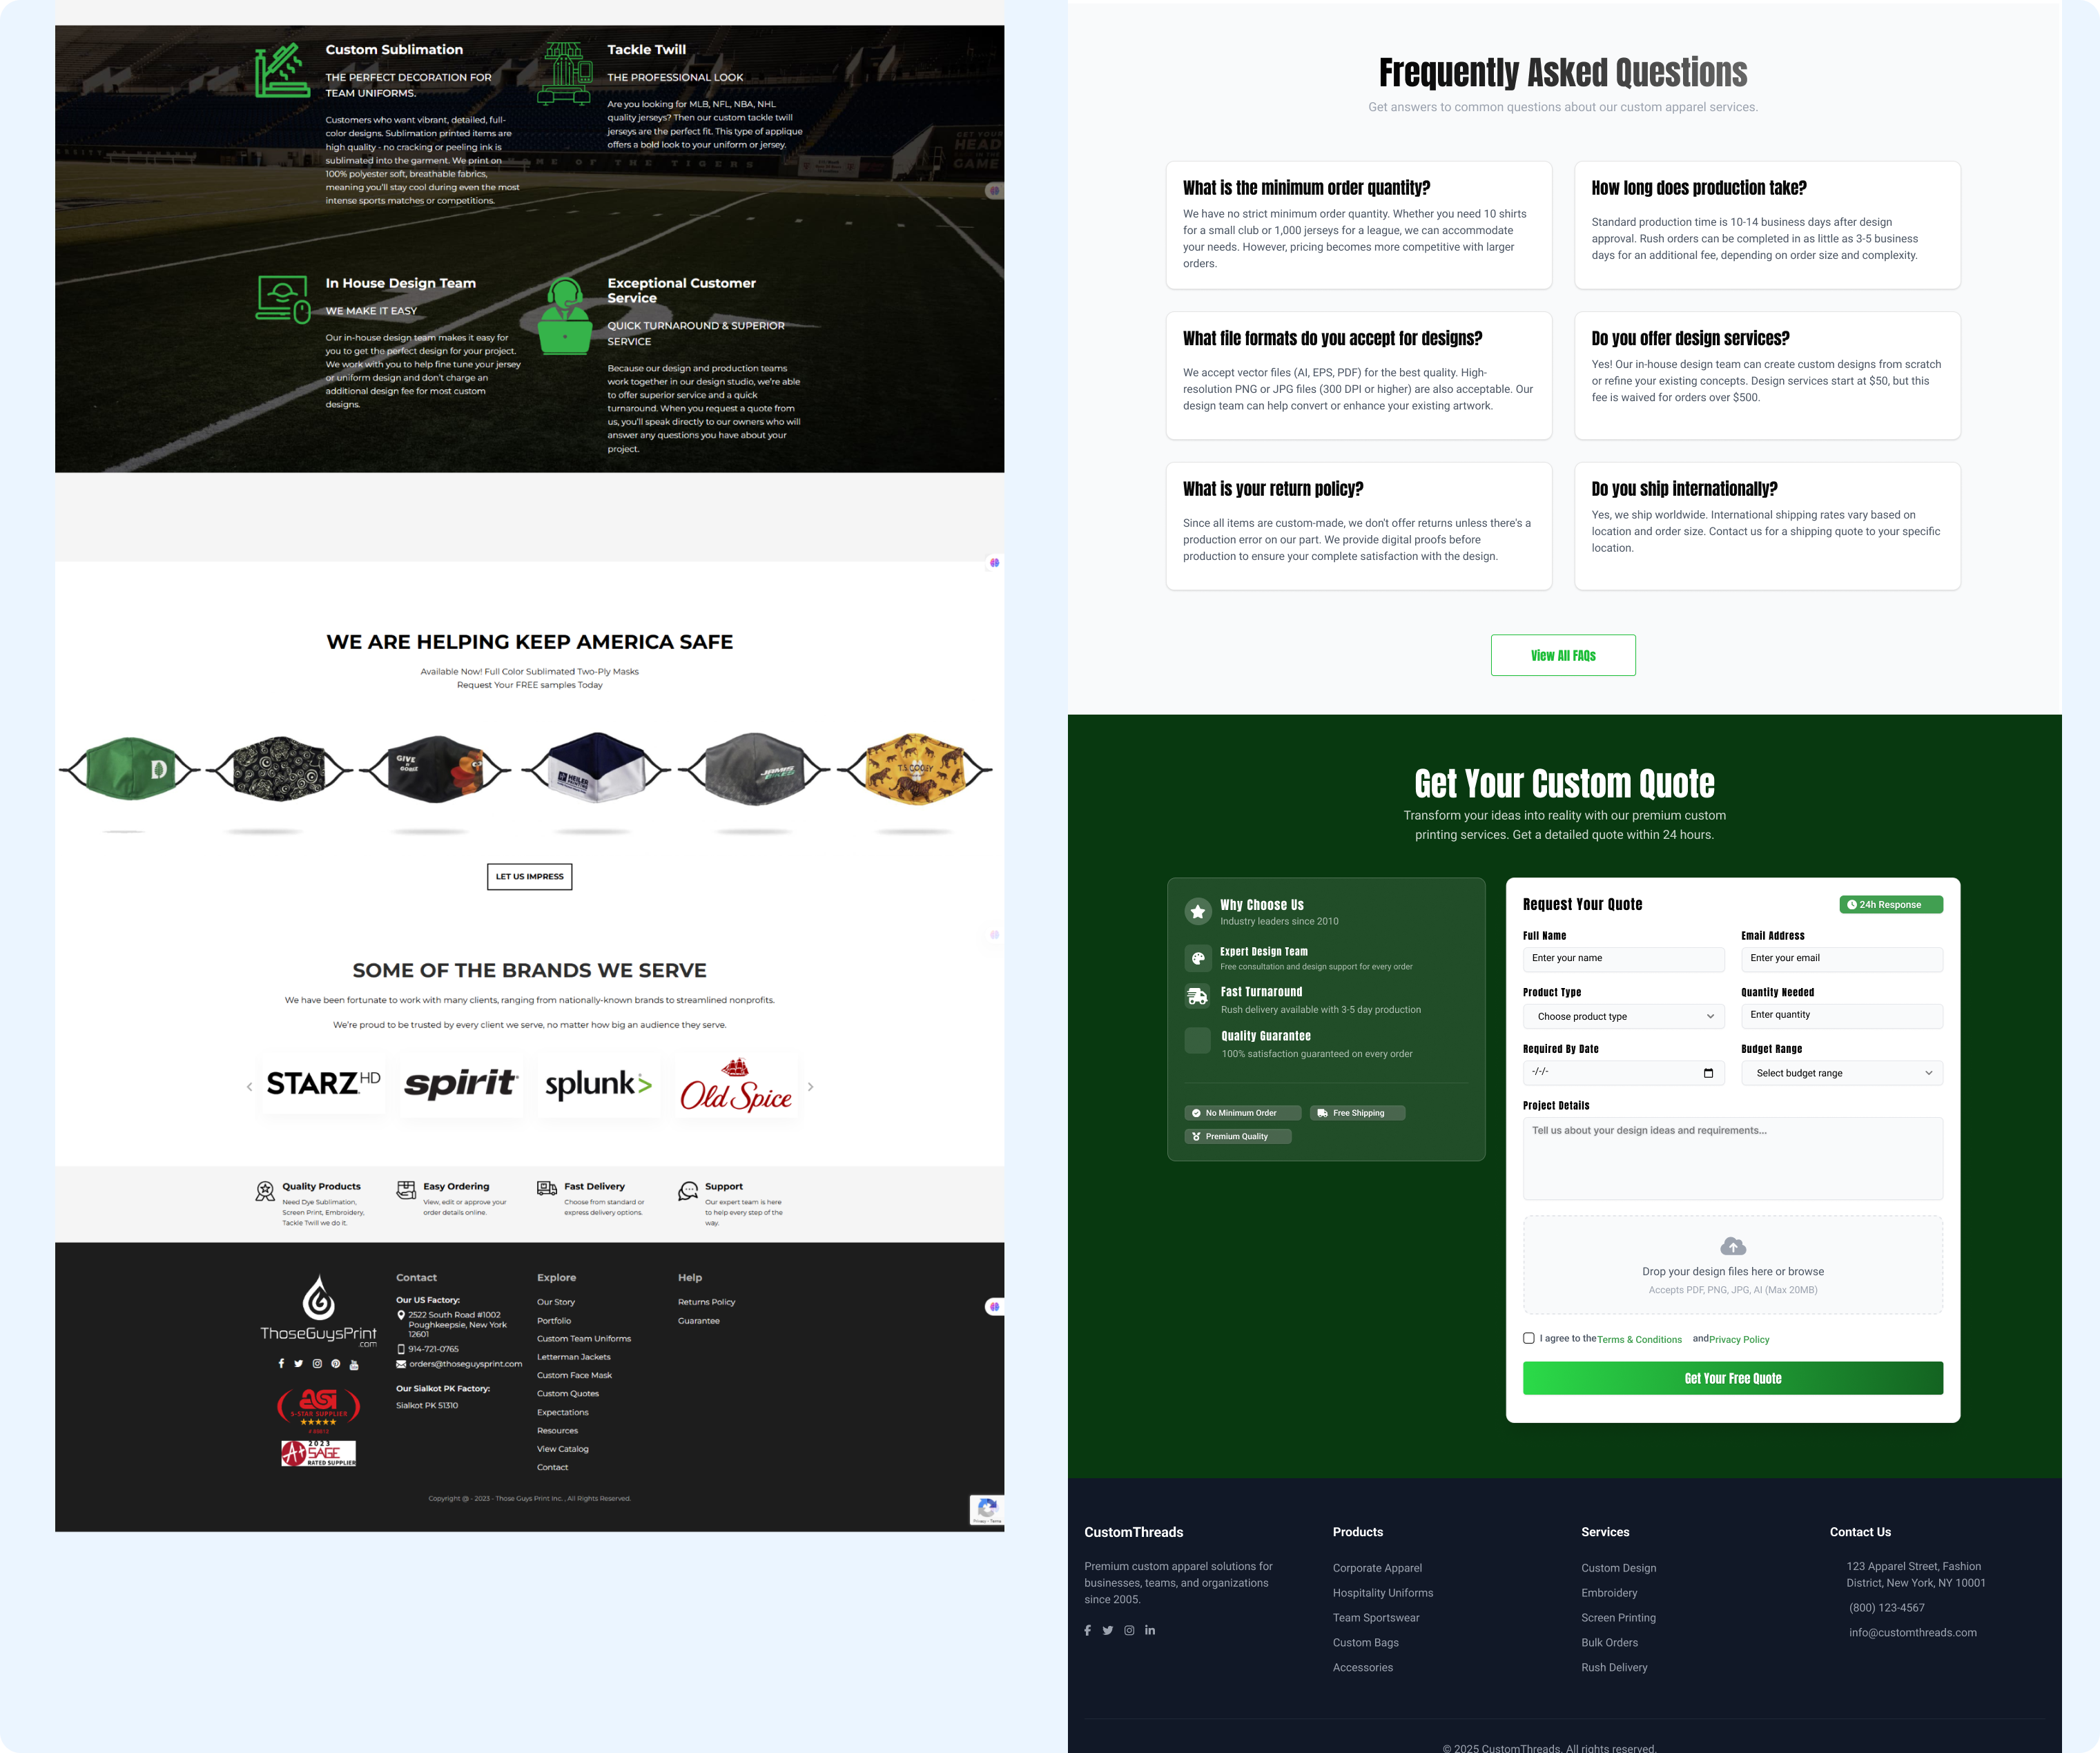 Custom Sublimation
THE PERFECT DECORATION FOR
TEAM UNIFORMS.
Customers who want vibrant, detailed, full-
color designs. Sublimation printed items are
high quality - no cracking or peeling ink is
sublimated into the garment. We print on
100% polyester soft, breathable fabrics,
meaning you'll stay cool during even the most
intense sports matches or competitions.
Tackle Twill
THE PROFESSIONAL LOOK
Are you looking for MLB, NFL, NBA, NHL
quality jerseys? Then our custom tackle twill
jerseys are the perfect fit. This type of applique
offers a bold look to your uniform or jersey.
GET YOUR
HEAD
IN THE
GAME
OME OF THE TIGERS
In House Design Team
WE MAKE IT EASY
Our in-house design team makes it easy for
you to get the perfect design for your project.
We work with you to help fine tune your jersey
or uniform design and don't charge an
additional design fee for most custom
designs.
Exceptional Customer
Service
QUICK TURNAROUND & SUPERIOR
SERVICE
Because our design and production teams
work together in our design studio, we're able
to offer superior service and a quick
turnaround. When you request a quote from
us, you'll speak directly to our owners who will
answer any questions you have about your
project.
WE ARE HELPING KEEP AMERICA SAFE
Available Now! Full Color Sublimated Two-Ply Masks
Request Your FREE samples Today
D
GIVE
GOBBLE
HEILER
JAMIS
BIKES
T.S. COOEY
LET US IMPRESS
SOME OF THE BRANDS WE SERVE
We have been fortunate to work with many clients, ranging from nationally-known brands to streamlined nonprofits.
We're proud to be trusted by every client we serve, no matter how big an audience they serve.
STARZ HD
spirit
splunk>
Old Spice
Quality Products
Need Dye Sublimation,
Screen Print, Embroidery,
Tackle Twill we do it.
Easy Ordering
View, edit or approve your
order details online.
Fast Delivery
Choose from standard or
express delivery options.
Support
Our expert team is here
to help every step of the
way.
ThoseGuysPrint
.com
asi
5-STAR SUPPLIER
A+
2023
SAGE
RATED SUPPLIER
Contact
Our US Factory:
2522 South Road #1002
Poughkeepsie, New York
12601
914-721-0765
orders@thoseguysprint.com
Our Sialkot PK Factory:
Sialkot PK 51310
Explore
Our Story
Portfolio
Custom Team Uniforms
Letterman Jackets
Custom Face Mask
Custom Quotes
Expectations
Resources
View Catalog
Contact
Help
Returns Policy
Guarantee
Copyright @ - 2023 - Those Guys Print Inc. , All Rights Reserved.
Privacy - Terms
Frequently Asked Questions
Get answers to common questions about our custom apparel services.
What is the minimum order quantity?
We have no strict minimum order quantity. Whether you need 10 shirts
for a small club or 1,000 jerseys for a league, we can accommodate
your needs. However, pricing becomes more competitive with larger
orders.
How long does production take?
Standard production time is 10-14 business days after design
approval. Rush orders can be completed in as little as 3-5 business
days for an additional fee, depending on order size and complexity.
What file formats do you accept for designs?
We accept vector files (AI, EPS, PDF) for the best quality. High-
resolution PNG or JPG files (300 DPI or higher) are also acceptable. Our
design team can help convert or enhance your existing artwork.
Do you offer design services?
Yes! Our in-house design team can create custom designs from scratch
or refine your existing concepts. Design services start at $50, but this
fee is waived for orders over $500.
What is your return policy?
Since all items are custom-made, we don't offer returns unless there's a
production error on our part. We provide digital proofs before
production to ensure your complete satisfaction with the design.
Do you ship internationally?
Yes, we ship worldwide. International shipping rates vary based on
location and order size. Contact us for a shipping quote to your specific
location.
View All FAQs
Get Your Custom Quote
Transform your ideas into reality with our premium custom
printing services. Get a detailed quote within 24 hours.
Why Choose Us
Industry leaders since 2010
Expert Design Team
Free consultation and design support for every order
Fast Turnaround
Rush delivery available with 3-5 day production
Quality Guarantee
100% satisfaction guaranteed on every order
No Minimum Order
Free Shipping
Premium Quality
Request Your Quote
24h Response
Full Name
Email Address
Enter your name
Enter your email
Product Type
Quantity Needed
Choose product type
Enter quantity
Required By Date
Budget Range
-/-/-
Select budget range
Project Details
Tell us about your design ideas and requirements...
Drop your design files here or browse
Accepts PDF, PNG, JPG, AI (Max 20MB)
I agree to the Terms & Conditions and Privacy Policy
Get Your Free Quote
CustomThreads
Premium custom apparel solutions for
businesses, teams, and organizations
since 2005.
Products
Corporate Apparel
Hospitality Uniforms
Team Sportswear
Custom Bags
Accessories
Services
Custom Design
Embroidery
Screen Printing
Bulk Orders
Rush Delivery
Contact Us
123 Apparel Street, Fashion
District, New York, NY 10001
(800) 123-4567
info@customthreads.com
© 2025 CustomThreads. All rights reserved.